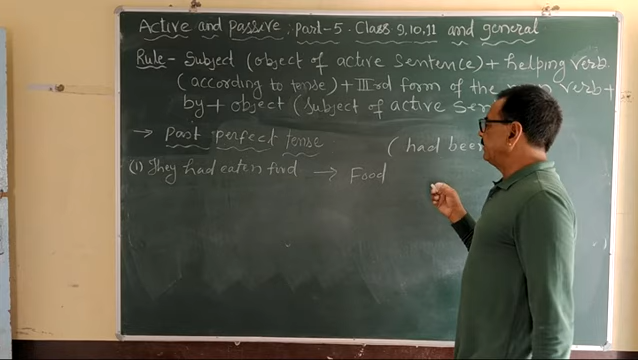 Active and Passive: Part-5. Class 9,10,11 and general
Rule- Subject (object of active sentence) + helping verb.
(according to tense) + IIIrd form of the verb +
by + object (Subject of active Sen
→ Past perfect tense (had been
(1) They had eaten food → Food